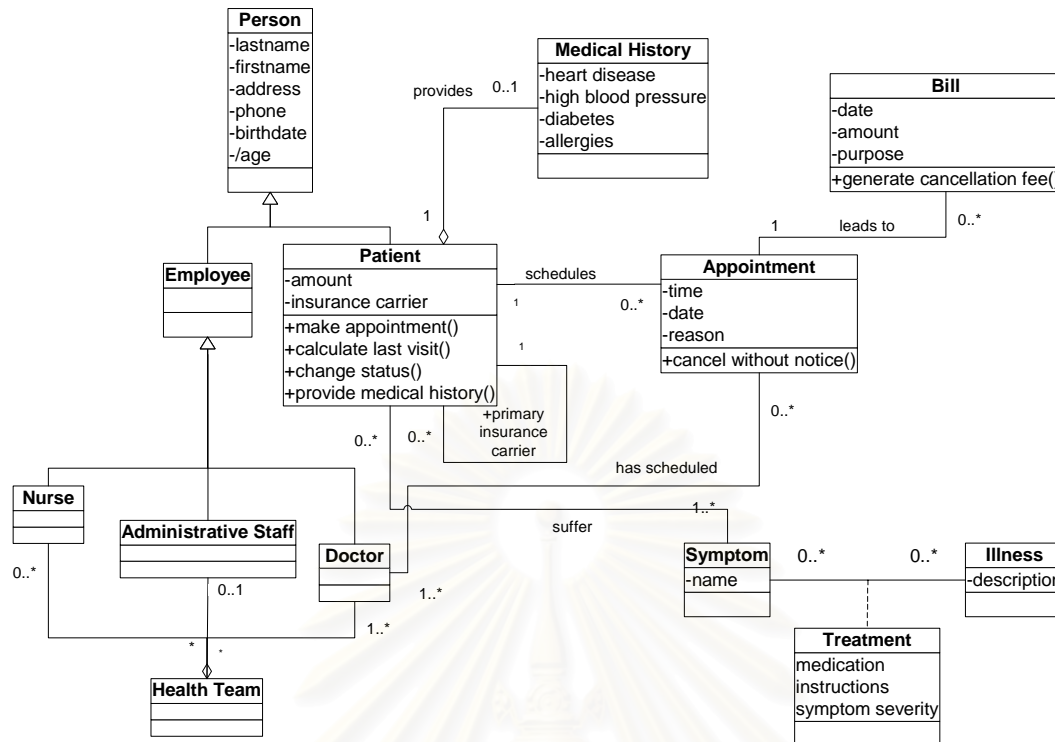 Person
-lastname
-firstname
-address
-phone
-birthdate
-/age
Medical History
-heart disease
-high blood pressure
-diabetes
-allergies
provides
0..1
1
Bill
-date
-amount
-purpose
+generate cancellation fee()
1
leads to
0..*
Employee
Patient
-amount
-insurance carrier
+make appointment()
+calculate last visit()
+change status()
+provide medical history()
schedules
1
0..*
Appointment
-time
-date
-reason
+cancel without notice()
1
+primary
insurance
carrier
0..*
0..*
0..*
has scheduled
1..*
suffer
Nurse
Administrative Staff
Doctor
0..*
0..1
1..*
1..*
*
*
Health Team
Symptom
-name
0..*
0..*
Illness
-description
Treatment
medication
instructions
symptom severity